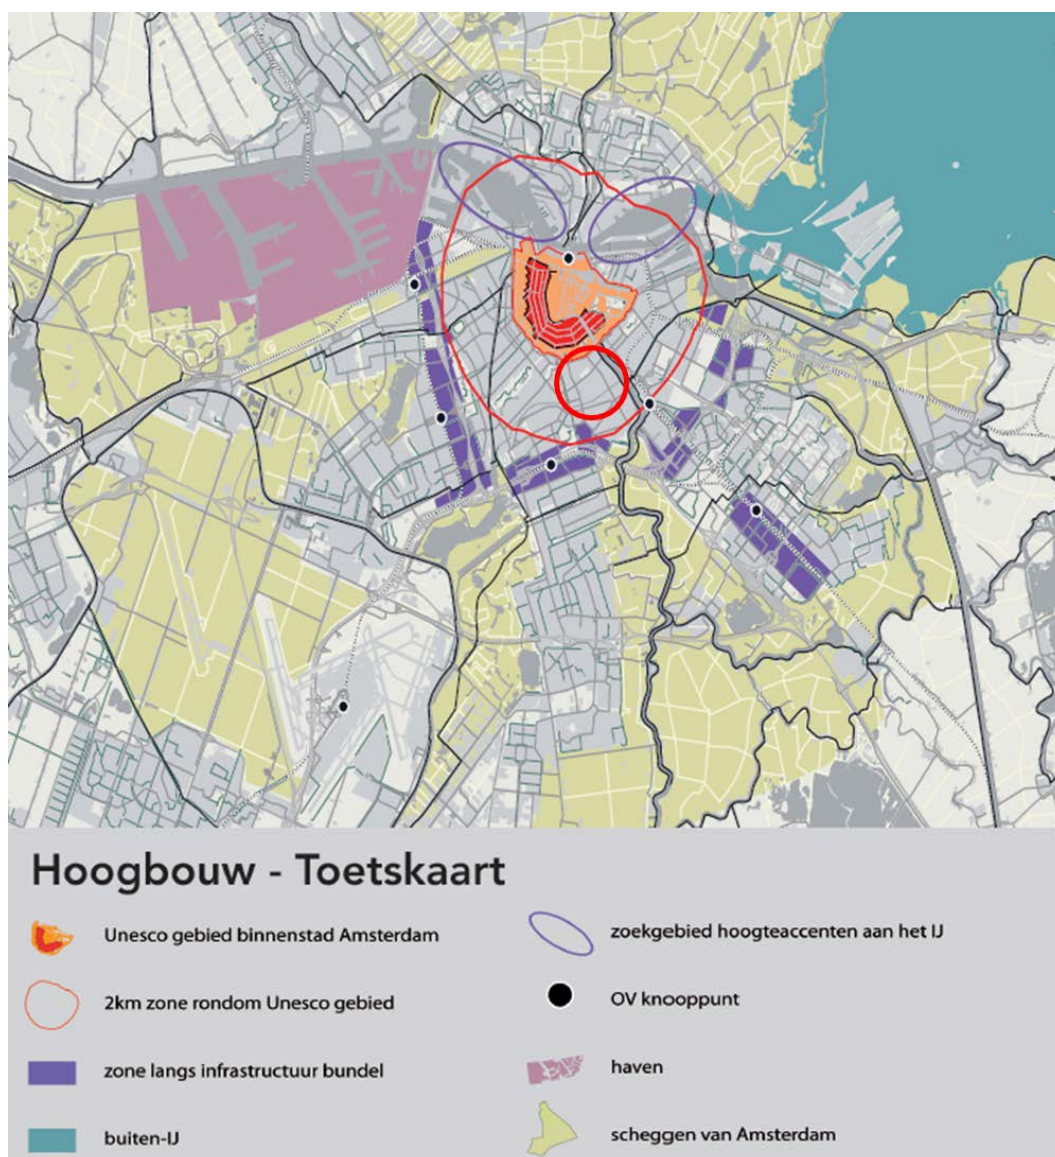 Hoogbouw - Toetskaart
Unesco gebied binnenstad Amsterdam
zoekgebied hoogteaccenten aan het IJ
2km zone rondom Unesco gebied
OV knooppunt
zone langs infrastructuur bundel
haven
buiten-IJ
scheggen van Amsterdam